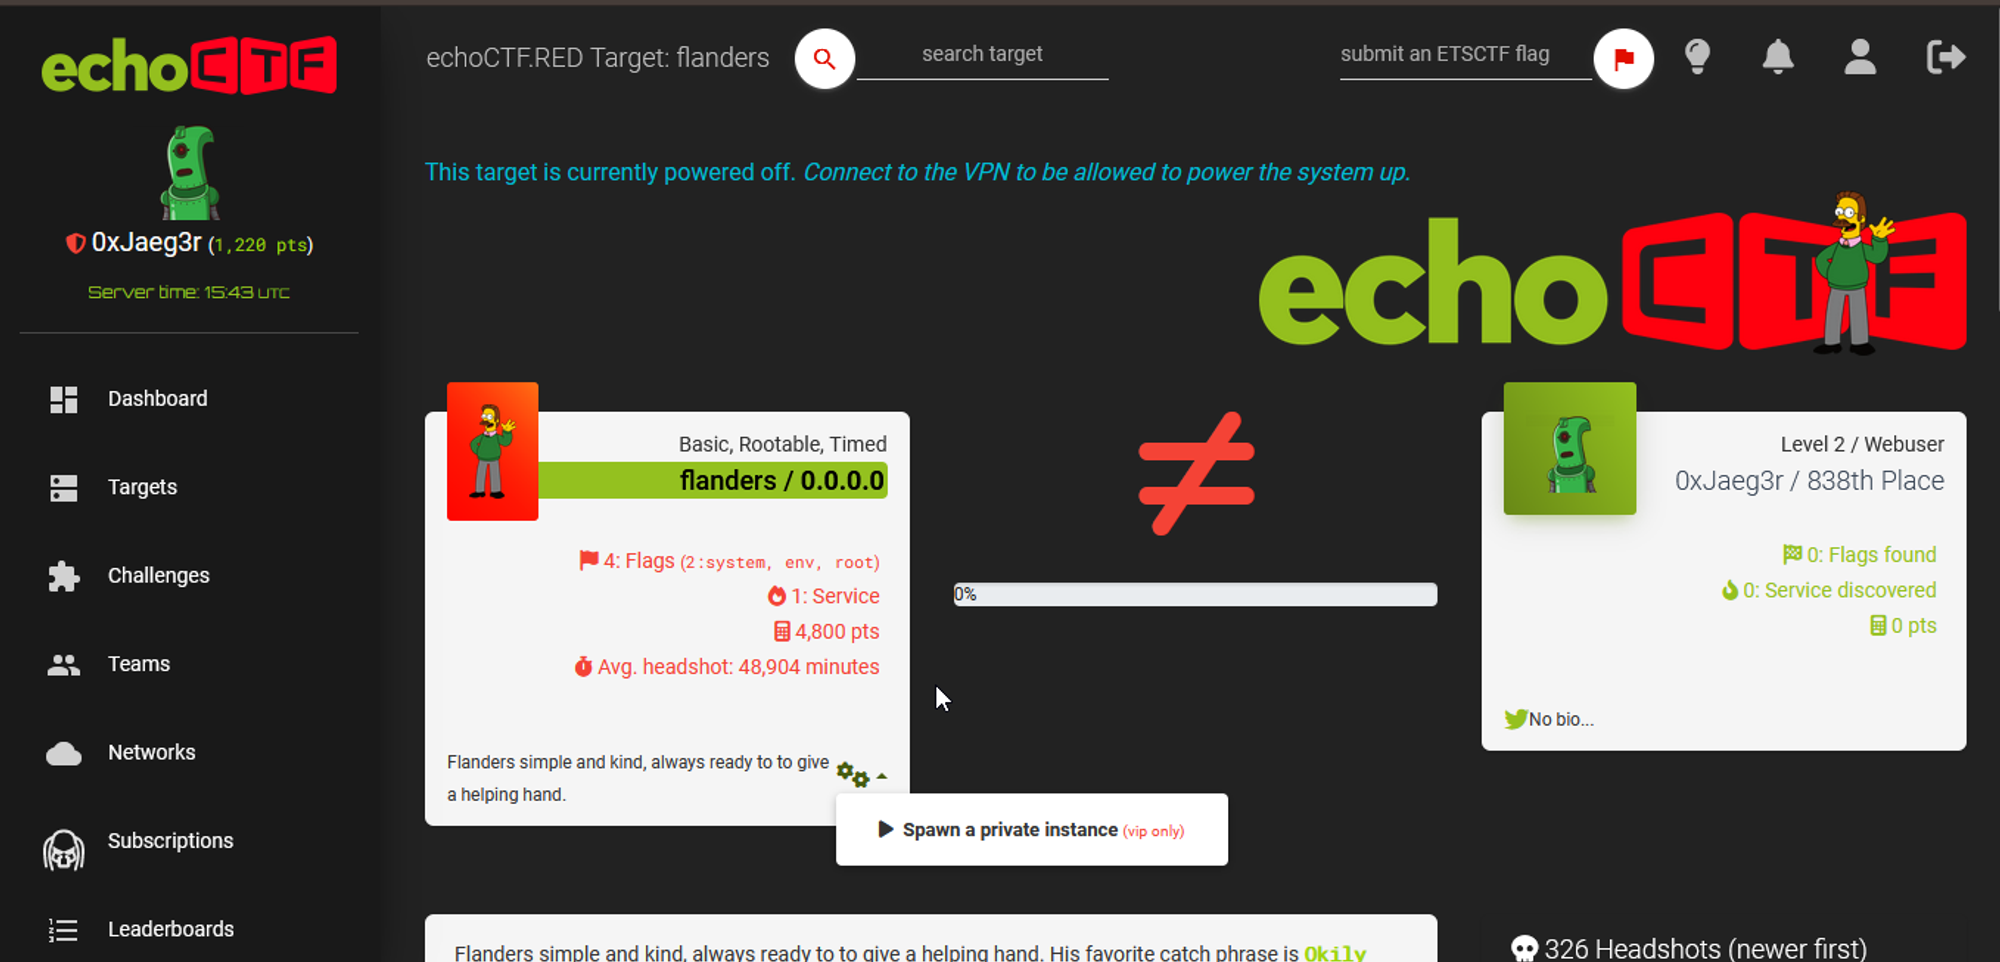 echoCTF
echoCTF.RED Target: flanders
search target
submit an ETSCTF flag
0xJaeg3r (1,220 pts)
Server time: 15:43 UTC
Dashboard
Targets
Challenges
Teams
Networks
Subscriptions
Leaderboards
This target is currently powered off. Connect to the VPN to be allowed to power the system up.
echoCTF
Basic, Rootable, Timed
flanders / 0.0.0.0
4: Flags (2:system, env, root)
1: Service
4,800 pts
Avg. headshot: 48,904 minutes
Flanders simple and kind, always ready to to give
a helping hand.
Spawn a private instance (vip only)
0%
Level 2 / Webuser
0xJaeg3r / 838th Place
0: Flags found
0: Service discovered
0 pts
No bio...
Flanders simple and kind, always ready to to give a helping hand. His favorite catch phrase is Okily
326 Headshots (newer first)